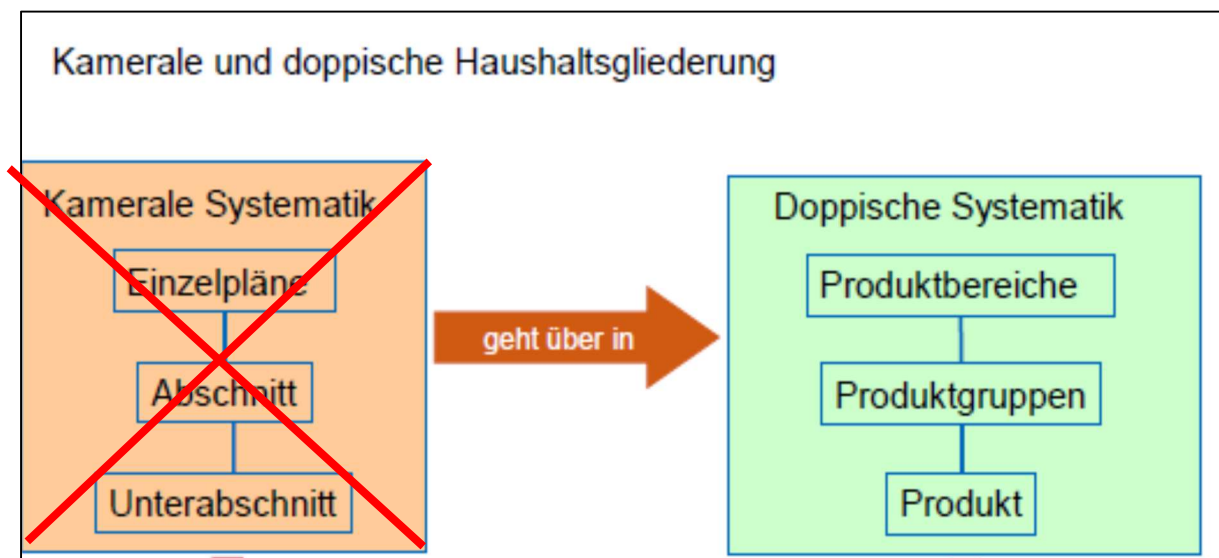 Kamerale und doppische Haushaltsgliederung
Kamerale Systematik
Einzelpläne
Abschnitt
Unterabschnitt
geht über in
Doppische Systematik
Produktbereiche
Produktgruppen
Produkt